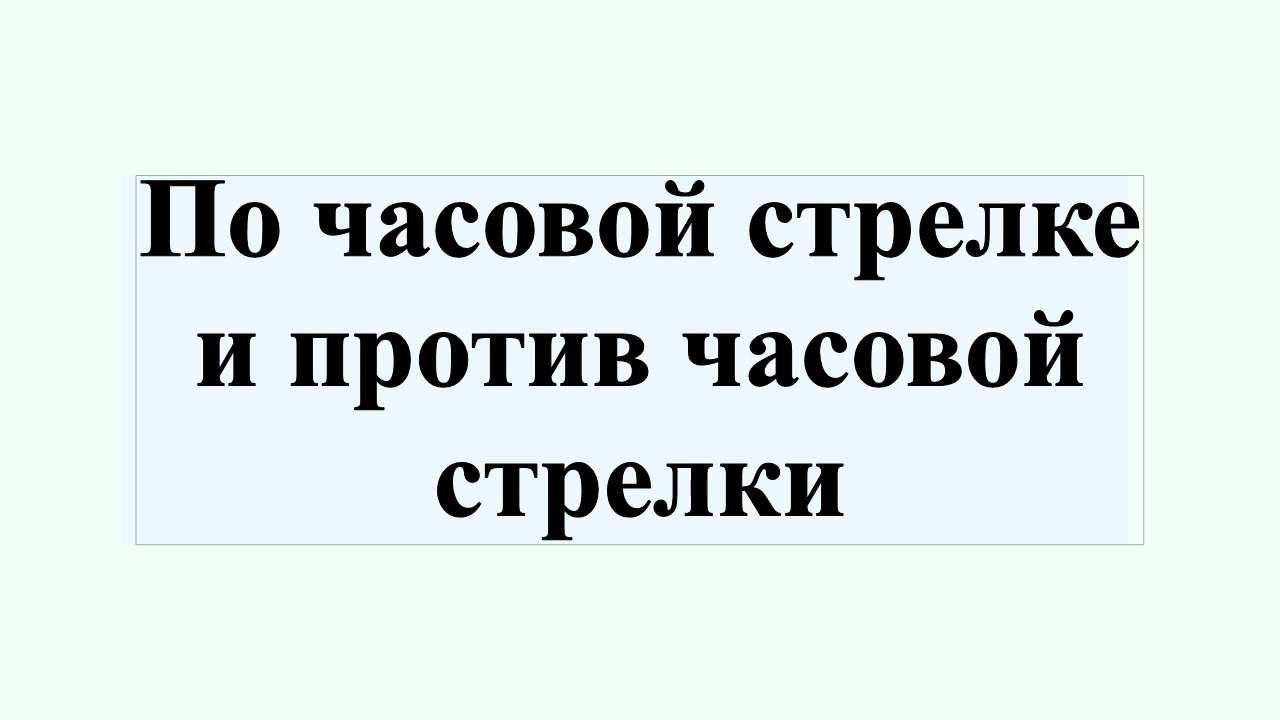 По часовой стрелке
и против часовой
стрелки